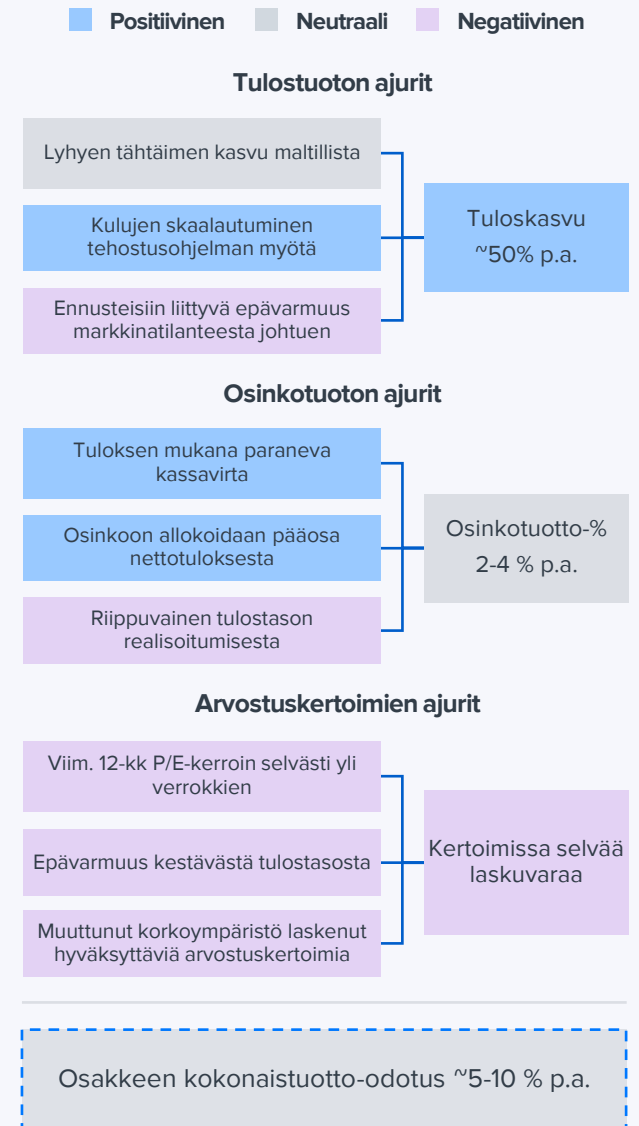 Positiivinen Neutraali Negatiivinen
Tulostuoton ajurit
Lyhyen tähtäimen kasvu maltillista
Kulujen skaalautuminen
tehostusohjelman myötä
Ennusteisiin liittyvä epävarmuus
markkinatilanteesta johtuen
Tuloskasvu
~50% p.a.
Osinkotuoton ajurit
Tuloksen mukana paraneva
kassavirta
Osinkoon allokoidaan pääosa
nettotuloksesta
Riippuvainen tulostason
realisoitumisesta
Osinkotuotto-%
2-4 % p.a.
Arvostuskertoimien ajurit
Viim. 12-kk P/E-kerroin selvästi yli
verrokkien
Epävarmuus kestävästä tulostasosta
Muuttunut korkoympäristö laskenut
hyväksyttäviä arvostuskertoimia
Kertoimissa selvää
laskuvaraa
Osakkeen kokonaistuotto-odotus ~5-10 % p.a.